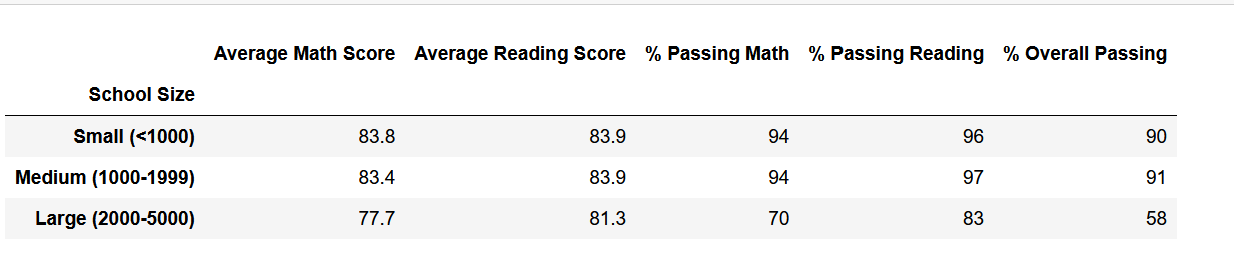 Average Math Score Average Reading Score % Passing Math % Passing Reading % Overall Passing
School Size
Small (<1000) 83.8 83.9 94 96 90
Medium (1000-1999) 83.4 83.9 94 97 91
Large (2000-5000) 77.7 81.3 70 83 58